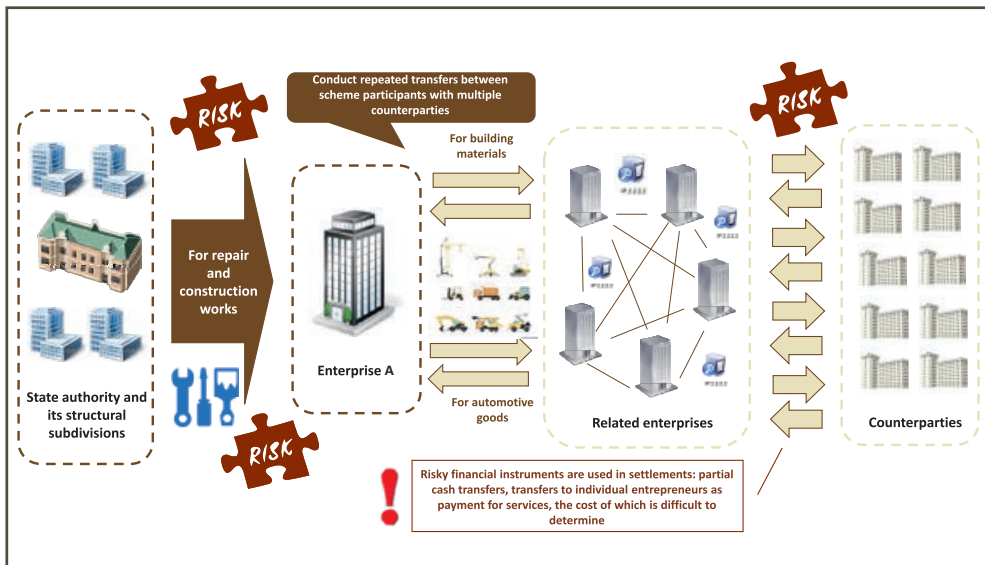 RISK
Conduct repeated transfers between
scheme participants with multiple
counterparties
RISK
For building
materials
For repair
and
construction
works
Enterprise A
State authority and
its structural
subdivisions
For automotive
goods
Related enterprises
Counterparties
RISK
Risky financial instruments are used in settlements: partial
cash transfers, transfers to individual entrepreneurs as
payment for services, the cost of which is difficult to
determine